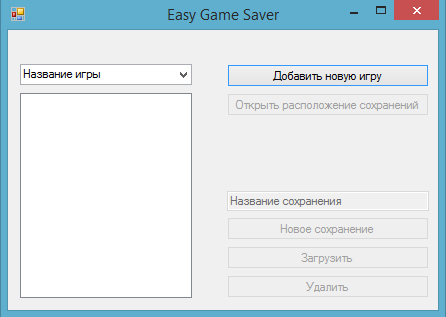 Easy Game Saver
Название игры
Добавить новую игру
Открыть расположение сохранений
Название сохранения
Новое сохранение
Загрузить
Удалить